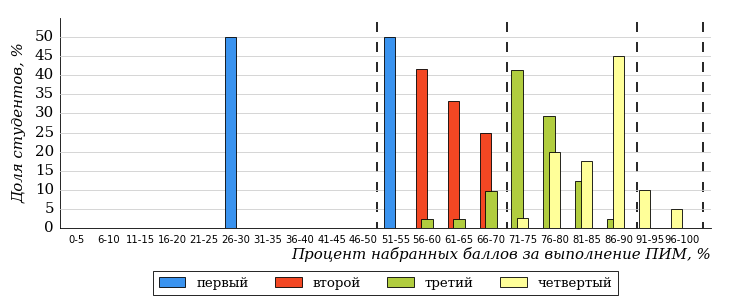 Доля студентов, %
50
45
40
35
30
25
20
15
10
5
0
0-5 6-10 11-15 16-20 21-25 26-30 31-35 36-40 41-45 46-50 51-55 56-60 61-65 66-70 71-75 76-80 81-85 86-90 91-95 96-100
Процент набранных баллов за выполнение ПИМ, %
первый второй третий четвертый